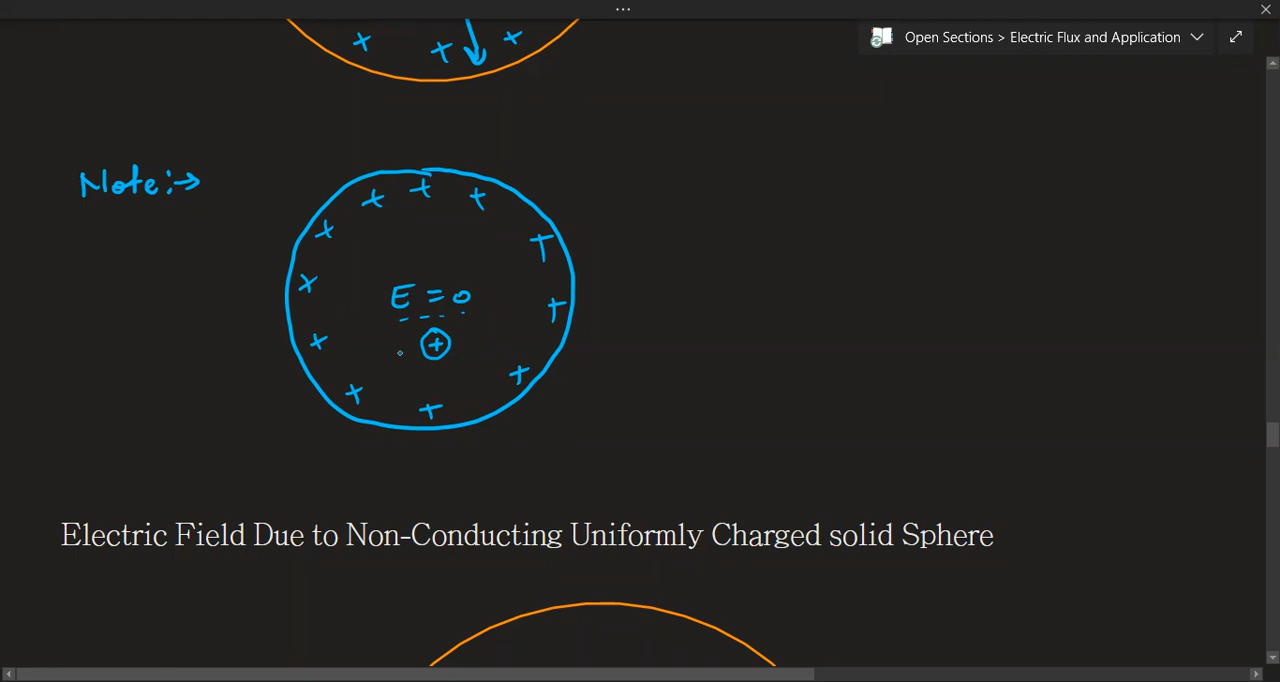 ...
Open Sections > Electric Flux and Application
+ + +
Note:→
+ + + + + + + + + + + +
E = 0
+
Electric Field Due to Non-Conducting Uniformly Charged solid Sphere